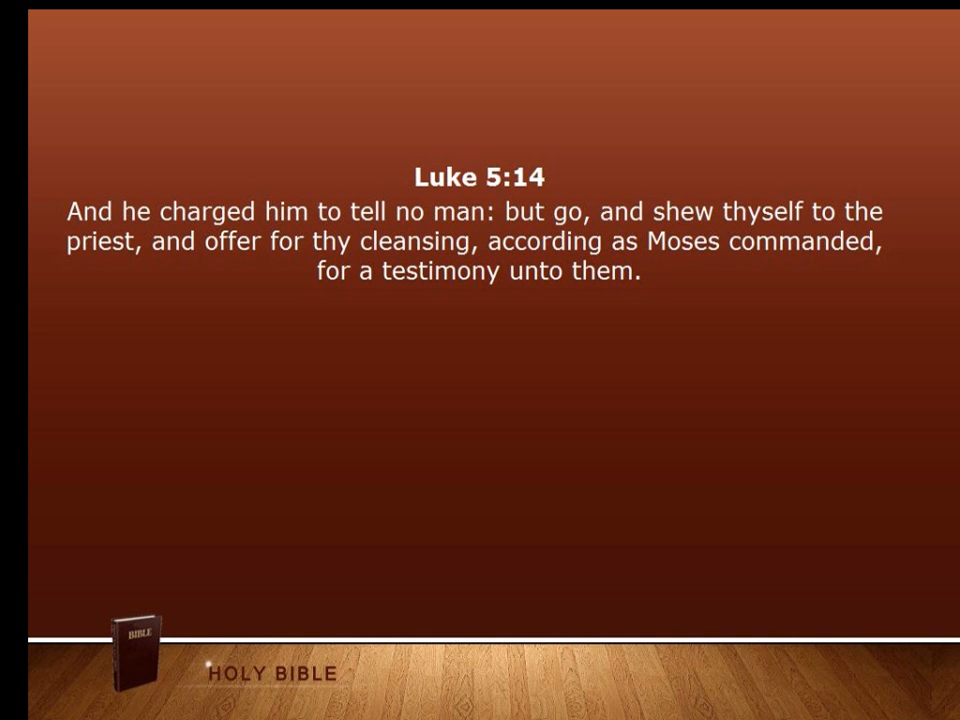 Luke 5:14
And he charged him to tell no man: but go, and shew thyself to the
priest, and offer for thy cleansing, according as Moses commanded,
for a testimony unto them.
BIBLE
HOLY BIBLE